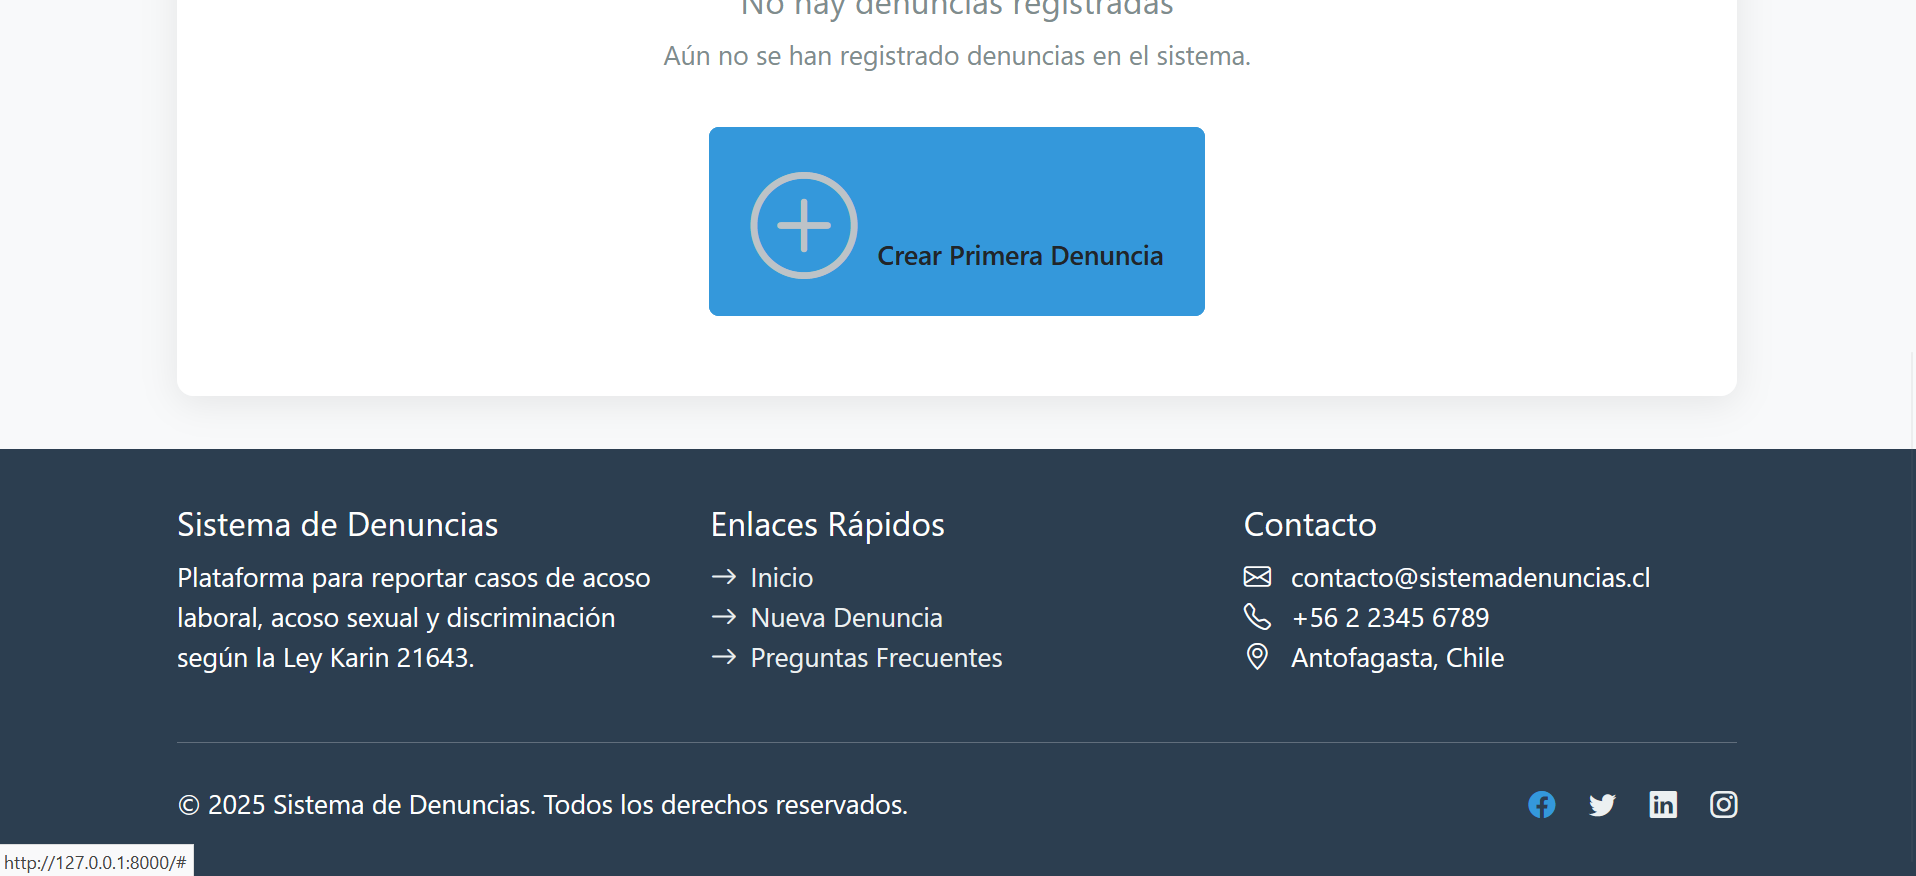 No hay denuncias registradas
Aún no se han registrado denuncias en el sistema.
Crear Primera Denuncia
Sistema de Denuncias
Plataforma para reportar casos de acoso
laboral, acoso sexual y discriminación
según la Ley Karin 21643.
Enlaces Rápidos
Inicio
Nueva Denuncia
Preguntas Frecuentes
Contacto
contacto@sistemadenuncias.cl
+56 2 2345 6789
Antofagasta, Chile
© 2025 Sistema de Denuncias. Todos los derechos reservados.
http://127.0.0.1:8000/#